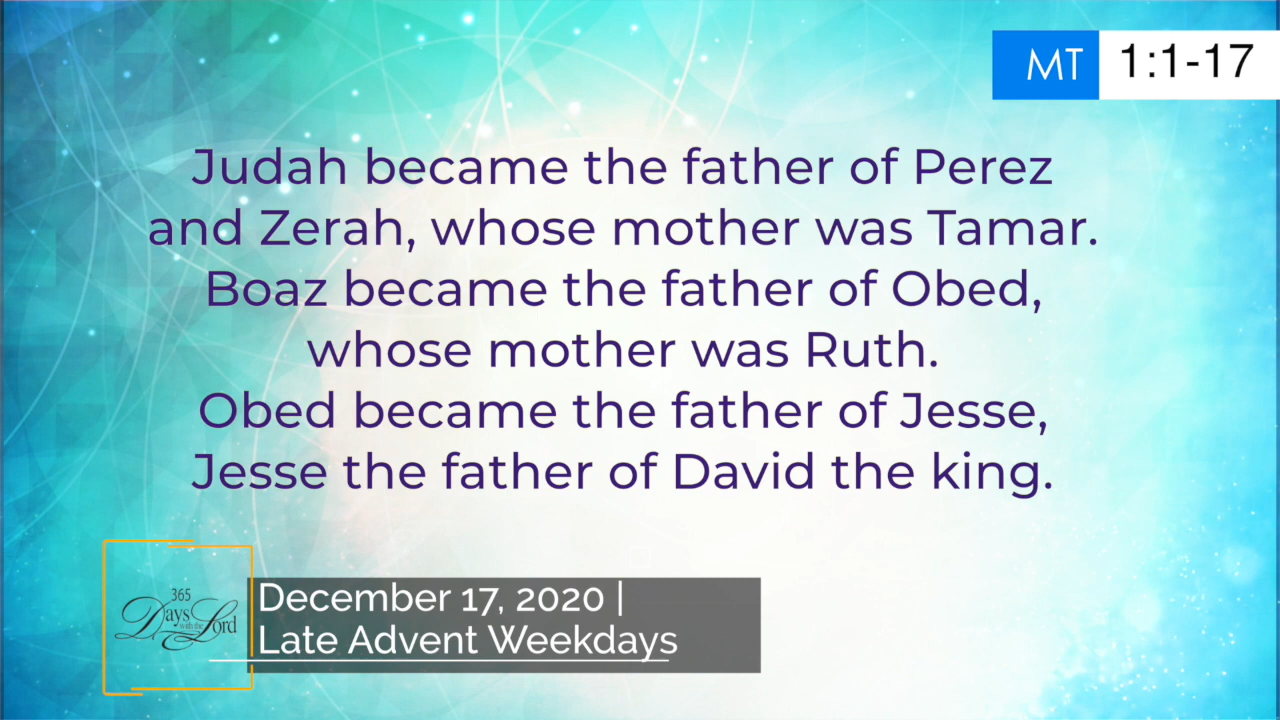 MT 1:1-17
Judah became the father of Perez
and Zerah, whose mother was Tamar.
Boaz became the father of Obed,
whose mother was Ruth.
Obed became the father of Jesse,
Jesse the father of David the king.
365
Days with the Lord
December 17, 2020 |
Late Advent Weekdays